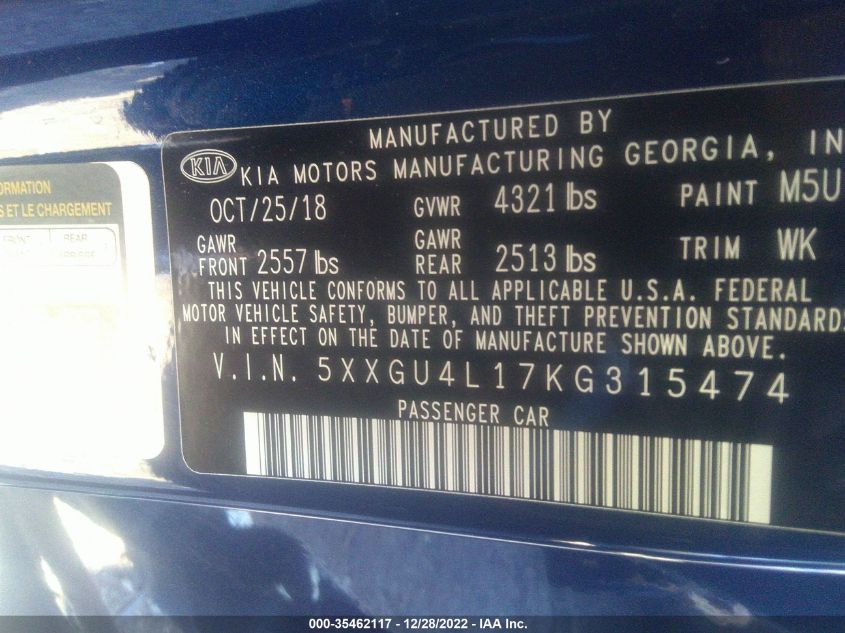 MANUFACTURED BY
KIA KIA MOTORS MANUFACTURING GEORGIA, IN
OCT/25/18 GVWR 4321 lbs PAINT M5U
GAWR FRONT 2557 lbs GAWR REAR 2513 lbs TRIM WK
THIS VEHICLE CONFORMS TO ALL APPLICABLE U.S.A. FEDERAL
MOTOR VEHICLE SAFETY, BUMPER, AND THEFT PREVENTION STANDARDS
IN EFFECT ON THE DATE OF MANUFACTURE SHOWN ABOVE.
V.I.N. 5XXGU4L17KG315474
PASSENGER CAR
ORMATION
S ET LE CHARGEMENT
FRONT REAR
000-35462117 - 12/28/2022 - IAA Inc.